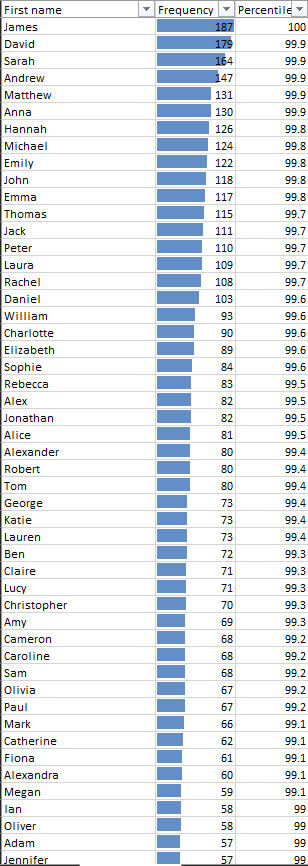 First name Frequency Percentile
James 187 100
David 179 99.9
Sarah 164 99.9
Andrew 147 99.9
Matthew 131 99.9
Anna 130 99.9
Hannah 126 99.8
Michael 124 99.8
Emily 122 99.8
John 118 99.8
Emma 117 99.8
Thomas 115 99.7
Jack 111 99.7
Peter 110 99.7
Laura 109 99.7
Rachel 108 99.7
Daniel 103 99.6
William 93 99.6
Charlotte 90 99.6
Elizabeth 89 99.6
Sophie 84 99.6
Rebecca 83 99.5
Alex 82 99.5
Jonathan 82 99.5
Alice 81 99.5
Alexander 80 99.4
Robert 80 99.4
Tom 80 99.4
George 73 99.4
Katie 73 99.4
Lauren 73 99.4
Ben 72 99.3
Claire 71 99.3
Lucy 71 99.3
Christopher 70 99.3
Amy 69 99.3
Cameron 68 99.2
Caroline 68 99.2
Sam 68 99.2
Olivia 67 99.2
Paul 67 99.2
Mark 66 99.1
Catherine 62 99.1
Fiona 61 99.1
Alexandra 60 99.1
Megan 59 99.1
Ian 58 99
Oliver 58 99
Adam 57 99
Jennifer 57 99